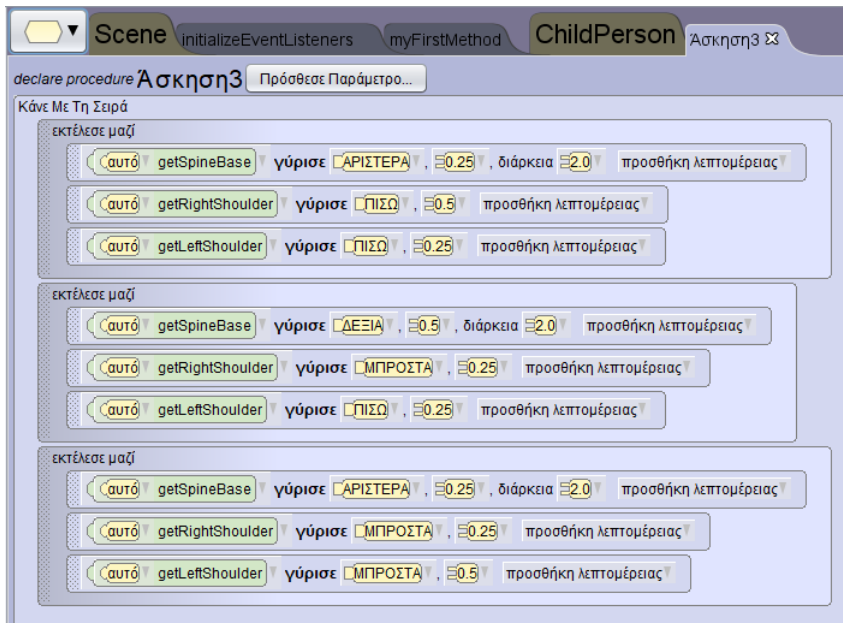 Scene initializeEventListeners myFirstMethod ChildPerson Άσκηση3
declare procedure Άσκηση3 Πρόσθεσε Παράμετρο...
Κάνε Με Τη Σειρά
εκτέλεσε μαζί
αυτό getSpineBase γύρισε ΑΡΙΣΤΕΡΑ , 0.25 , διάρκεια 2.0 προσθήκη λεπτομέρειας
αυτό getRightShoulder γύρισε ΠΙΣΩ , 0.5 προσθήκη λεπτομέρειας
αυτό getLeftShoulder γύρισε ΠΙΣΩ , 0.25 προσθήκη λεπτομέρειας
εκτέλεσε μαζί
αυτό getSpineBase γύρισε ΔΕΞΙΑ , 0.5 , διάρκεια 2.0 προσθήκη λεπτομέρειας
αυτό getRightShoulder γύρισε ΜΠΡΟΣΤΑ , 0.25 προσθήκη λεπτομέρειας
αυτό getLeftShoulder γύρισε ΠΙΣΩ , 0.25 προσθήκη λεπτομέρειας
εκτέλεσε μαζί
αυτό getSpineBase γύρισε ΑΡΙΣΤΕΡΑ , 0.25 , διάρκεια 2.0 προσθήκη λεπτομέρειας
αυτό getRightShoulder γύρισε ΜΠΡΟΣΤΑ , 0.25 προσθήκη λεπτομέρειας
αυτό getLeftShoulder γύρισε ΜΠΡΟΣΤΑ , 0.5 προσθήκη λεπτομέρειας